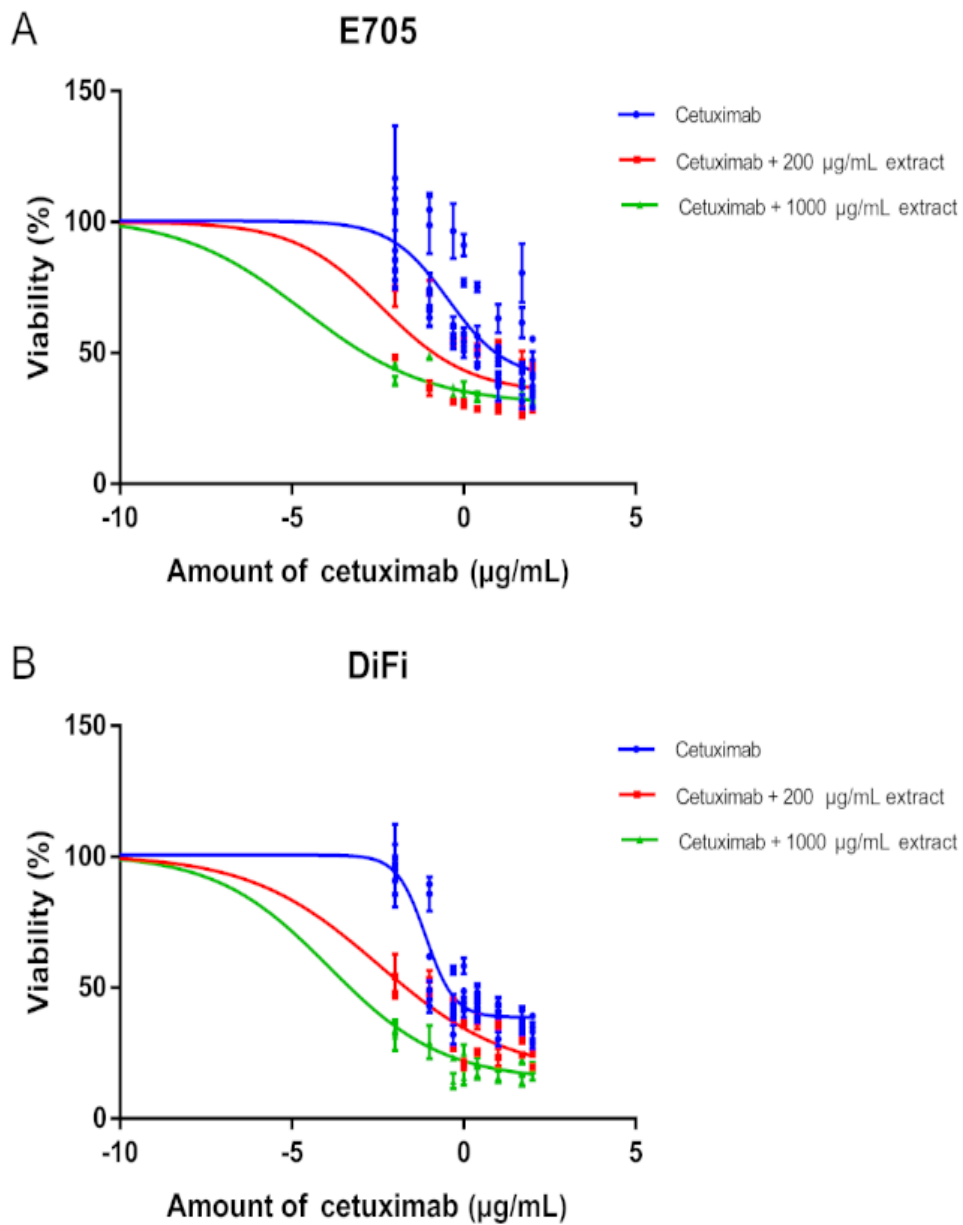 A
E705
150
100
50
0
-10
-5
0
5
Viability (%)
Amount of cetuximab (µg/mL)
Cetuximab
Cetuximab + 200 µg/mL extract
Cetuximab + 1000 µg/mL extract
B
DiFi
150
100
50
0
-10
-5
0
5
Viability (%)
Amount of cetuximab (µg/mL)
Cetuximab
Cetuximab + 200 µg/mL extract
Cetuximab + 1000 µg/mL extract